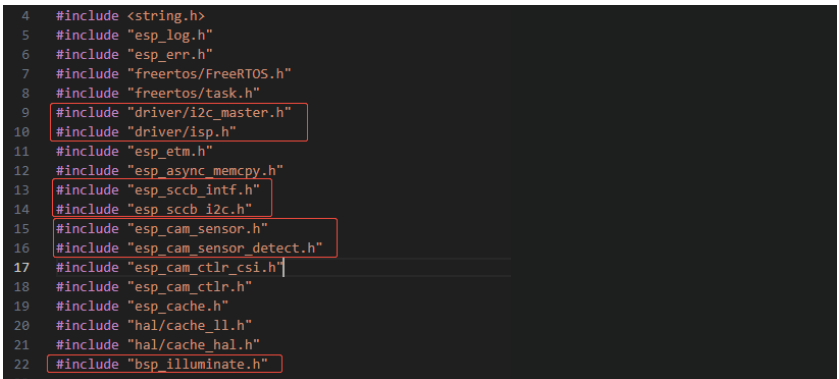 4 #include <string.h>
5 #include "esp_log.h"
6 #include "esp_err.h"
7 #include "freertos/FreeRTOS.h"
8 #include "freertos/task.h"
9 #include "driver/i2c_master.h"
10 #include "driver/isp.h"
11 #include "esp_etm.h"
12 #include "esp_async_memcpy.h"
13 #include "esp_sccb_intf.h"
14 #include "esp_sccb_i2c.h"
15 #include "esp_cam_sensor.h"
16 #include "esp_cam_sensor_detect.h"
17 #include "esp_cam_ctlr_csi.h"
18 #include "esp_cam_ctlr.h"
19 #include "esp_cache.h"
20 #include "hal/cache_ll.h"
21 #include "hal/cache_hal.h"
22 #include "bsp_illuminate.h"